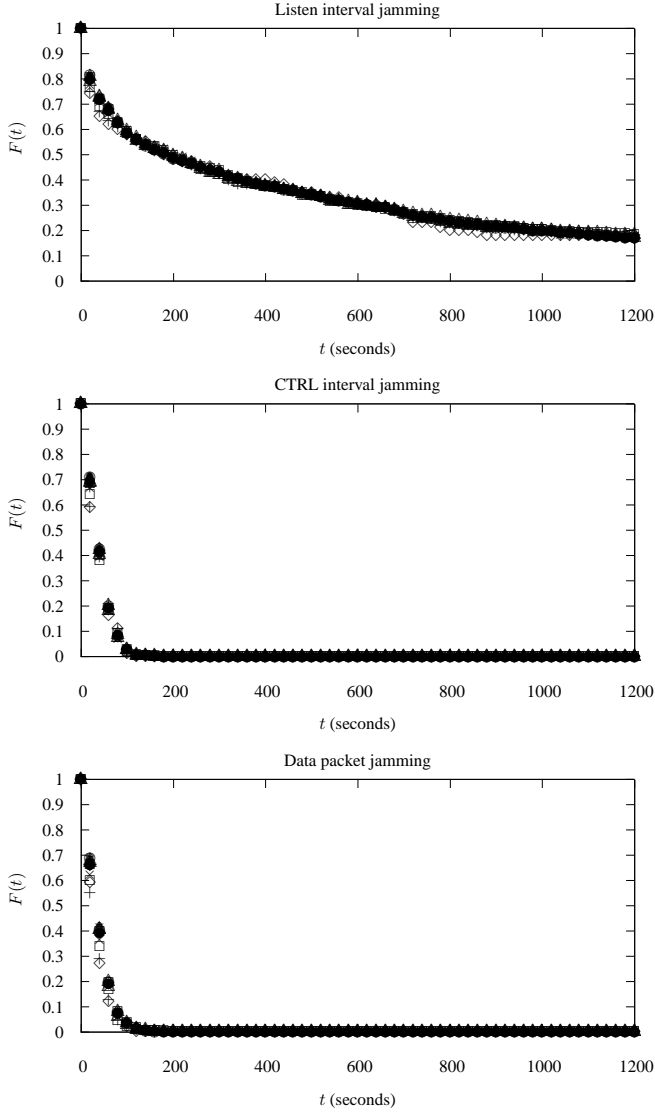 Listen interval jamming
1
0.9
0.8
0.7
0.6
0.5
0.4
0.3
0.2
0.1
0
F(t)
0 200 400 600 800 1000 1200
t (seconds)
CTRL interval jamming
1
0.9
0.8
0.7
0.6
0.5
0.4
0.3
0.2
0.1
0
F(t)
0 200 400 600 800 1000 1200
t (seconds)
Data packet jamming
1
0.9
0.8
0.7
0.6
0.5
0.4
0.3
0.2
0.1
0
F(t)
0 200 400 600 800 1000 1200
t (seconds)